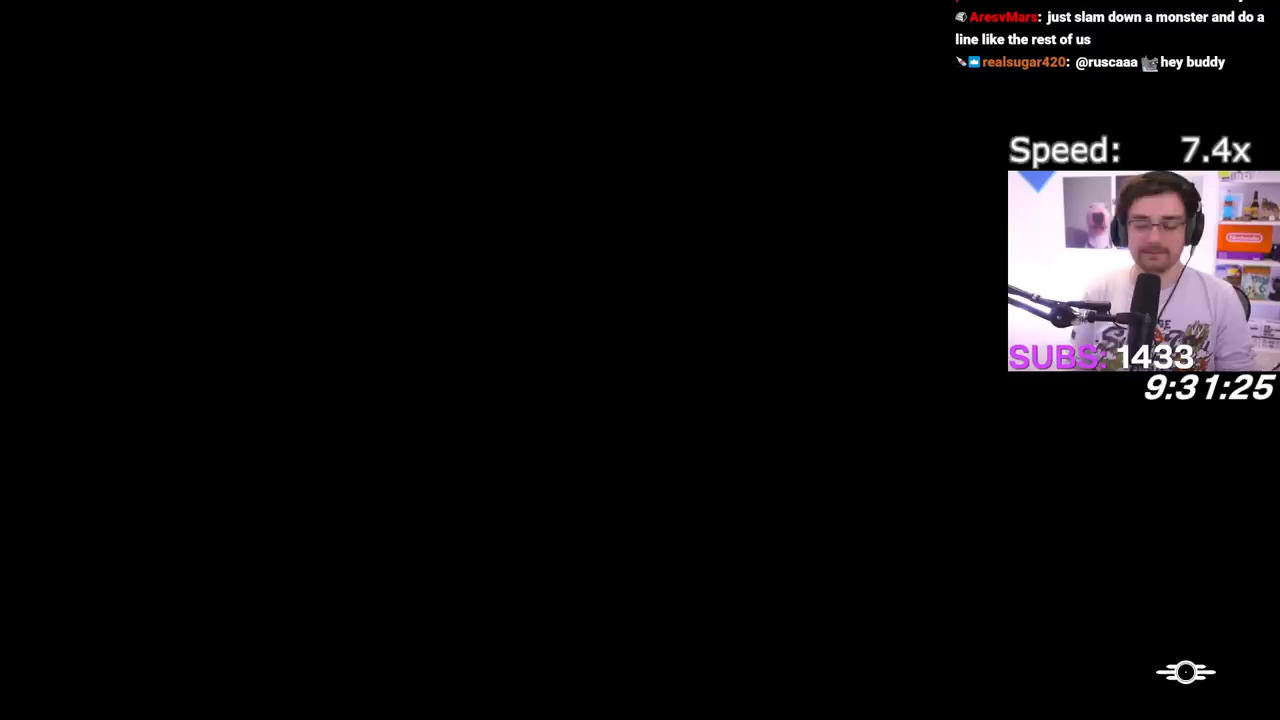 AresvMars: just slam down a monster and do a
line like the rest of us
realsugar420: @ruscaaa hey buddy
Speed: 7.4x
Nintendo
SUBS: 1433
9:31:25